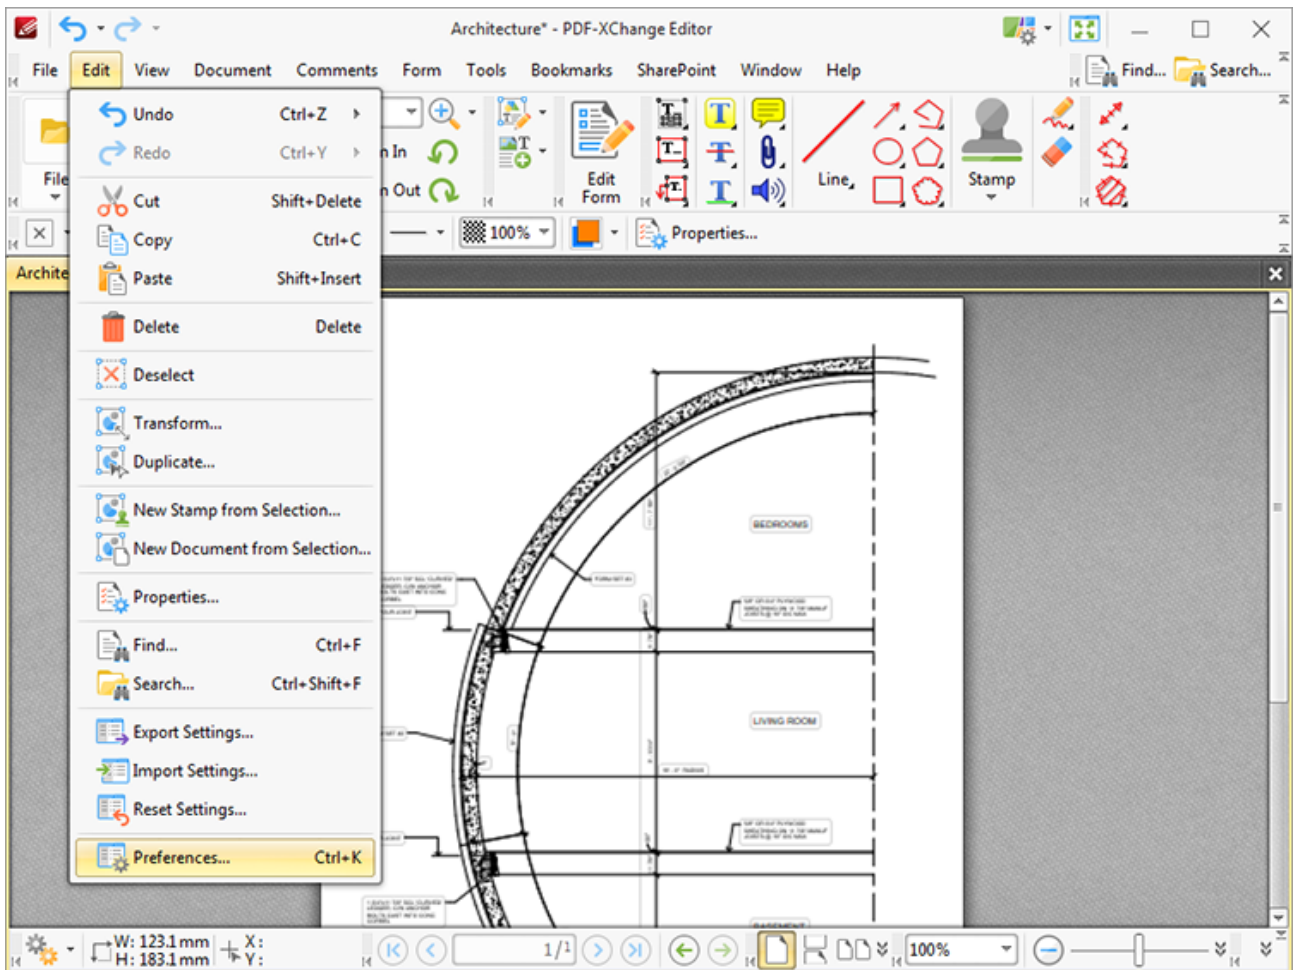 Architecture* - PDF-XChange Editor
File Edit View Document Comments Form Tools Bookmarks SharePoint Window Help
Find... Search...
Undo Ctrl+Z
Redo Ctrl+Y
Cut Shift+Delete
Copy Ctrl+C
Paste Shift+Insert
Delete Delete
Deselect
Transform...
Duplicate...
New Stamp from Selection...
New Document from Selection...
Properties...
Find... Ctrl+F
Search... Ctrl+Shift+F
Export Settings...
Import Settings...
Reset Settings...
Preferences... Ctrl+K
File
n In
n Out
Edit
Form
Line
Stamp
100%
Properties...
Archite
BEDROOMS
LIVING ROOM
BASEMENT
W: 123.1 mm
H: 183.1 mm
X:
Y:
1/1
100%